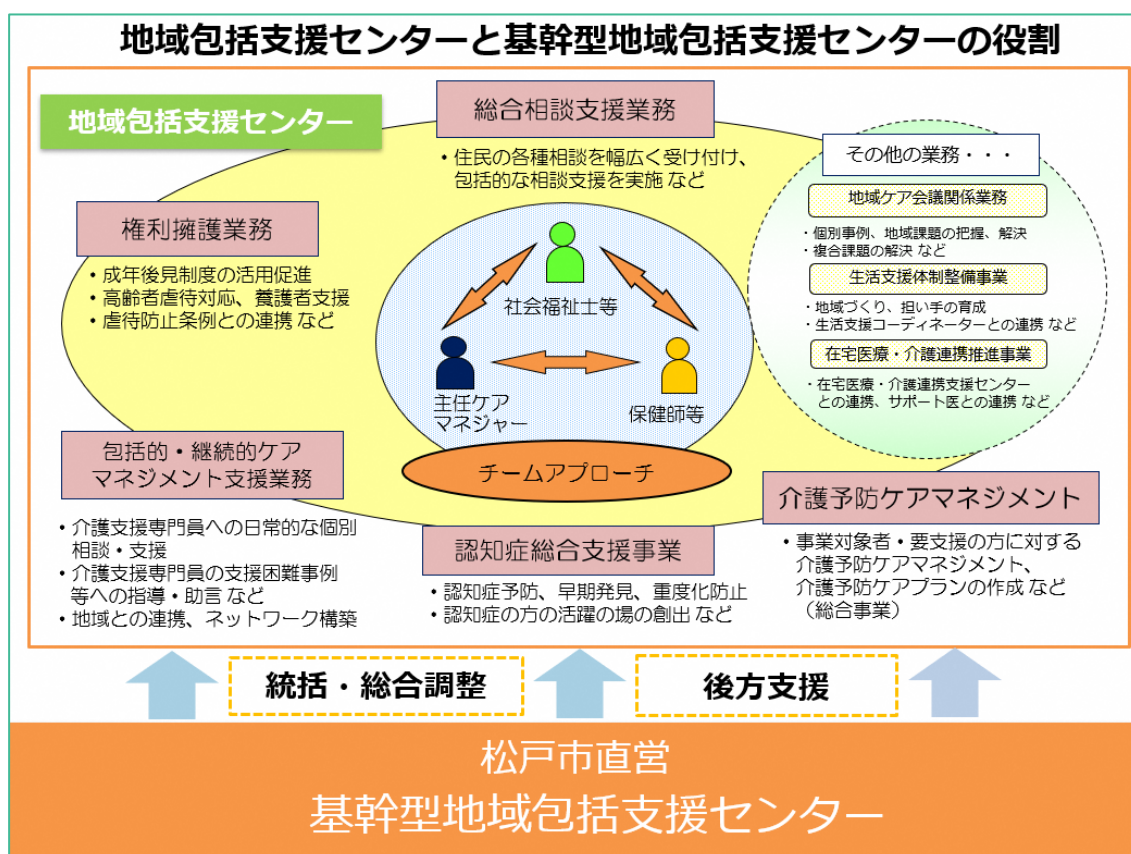 地域包括支援センターと基幹型地域包括支援センターの役割
地域包括支援センター
総合相談支援業務
・住民の各種相談を幅広く受け付け、
包括的な相談支援を実施 など
権利擁護業務
・成年後見制度の活用促進
・高齢者虐待対応、養護者支援
・虐待防止条例との連携 など
その他の業務・・・
地域ケア会議関係業務
・個別事例、地域課題の把握、解決
・複合課題の解決 など
生活支援体制整備事業
・地域づくり、担い手の育成
・生活支援コーディネーターとの連携 など
在宅医療・介護連携推進事業
・在宅医療・介護連携支援センター
との連携、サポート医との連携 など
社会福祉士等
主任ケア
マネジャー
保健師等
チームアプローチ
包括的・継続的ケア
マネジメント支援業務
・介護支援専門員への日常的な個別
相談・支援
・介護支援専門員の支援困難事例
等への指導・助言 など
・地域との連携、ネットワーク構築
認知症総合支援事業
・認知症予防、早期発見、重度化防止
・認知症の方の活躍の場の創出 など
介護予防ケアマネジメント
・事業対象者・要支援の方に対する
介護予防ケアマネジメント、
介護予防ケアプランの作成 など
（総合事業）
統括・総合調整
後方支援
松戸市直営
基幹型地域包括支援センター